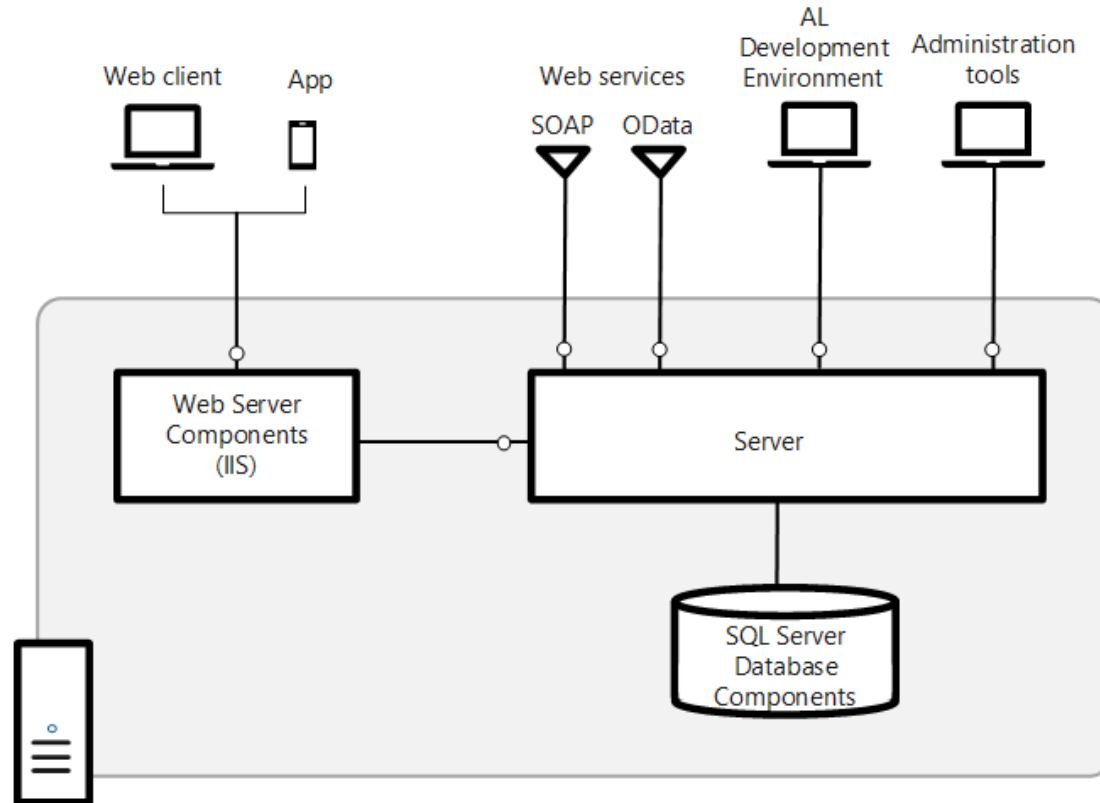 Web client
App
Web services
SOAP
OData
AL
Development
Environment
Administration
tools
Web Server
Components
(IIS)
Server
SQL Server
Database
Components